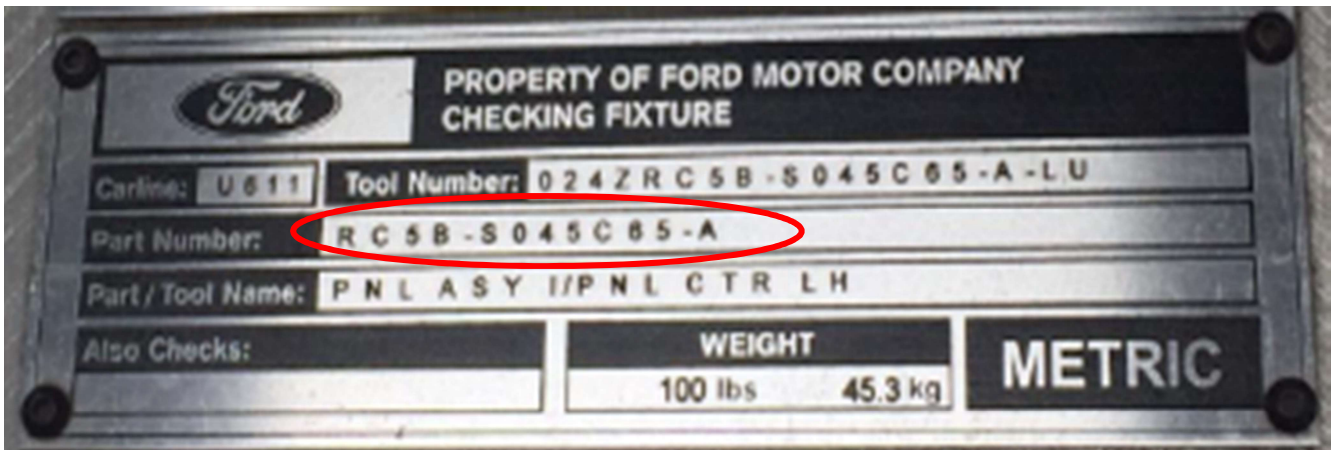 Ford
PROPERTY OF FORD MOTOR COMPANY
CHECKING FIXTURE
Carline: U611 Tool Number: 024ZRC5B-S045C65-A-LU
Part Number: RC5B-S045C65-A
Part / Tool Name: PNL ASY I/PNL CTR LH
Also Checks:
WEIGHT
100 lbs 45.3 kg
METRIC